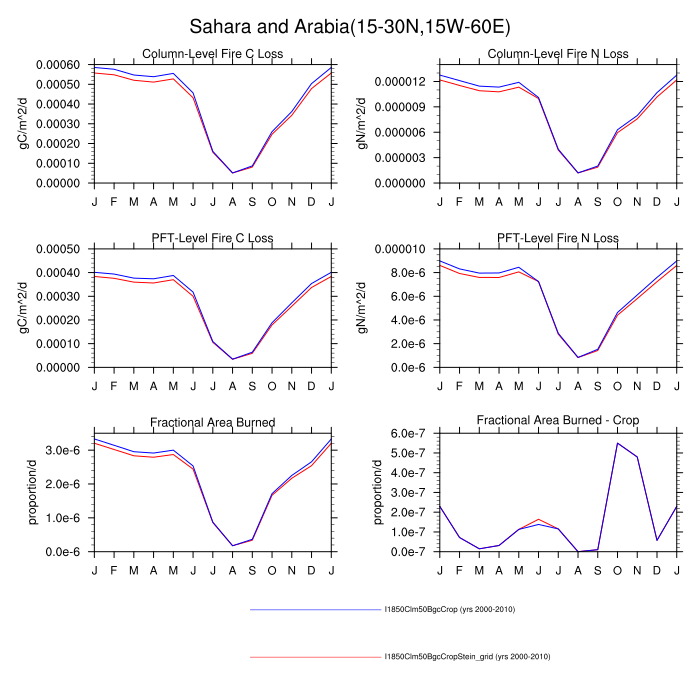 Sahara and Arabia(15-30N,15W-60E)
Column-Level Fire C Loss
gC/m^2/d
0.00060
0.00050
0.00040
0.00030
0.00020
0.00010
0.00000
J F M A M J J A S O N D J
Column-Level Fire N Loss
gN/m^2/d
0.000012
0.000009
0.000006
0.000003
0.000000
J F M A M J J A S O N D J
PFT-Level Fire C Loss
gC/m^2/d
0.00050
0.00040
0.00030
0.00020
0.00010
0.00000
J F M A M J J A S O N D J
PFT-Level Fire N Loss
gN/m^2/d
0.000010
8.0e-6
6.0e-6
4.0e-6
2.0e-6
0.0e-6
J F M A M J J A S O N D J
Fractional Area Burned
proportion/d
3.0e-6
2.0e-6
1.0e-6
0.0e-6
J F M A M J J A S O N D J
Fractional Area Burned - Crop
proportion/d
6.0e-7
5.0e-7
4.0e-7
3.0e-7
2.0e-7
1.0e-7
0.0e-7
J F M A M J J A S O N D J
I1850Clm50BgcCrop (yrs 2000-2010)
I1850Clm50BgcCropStein_grid (yrs 2000-2010)